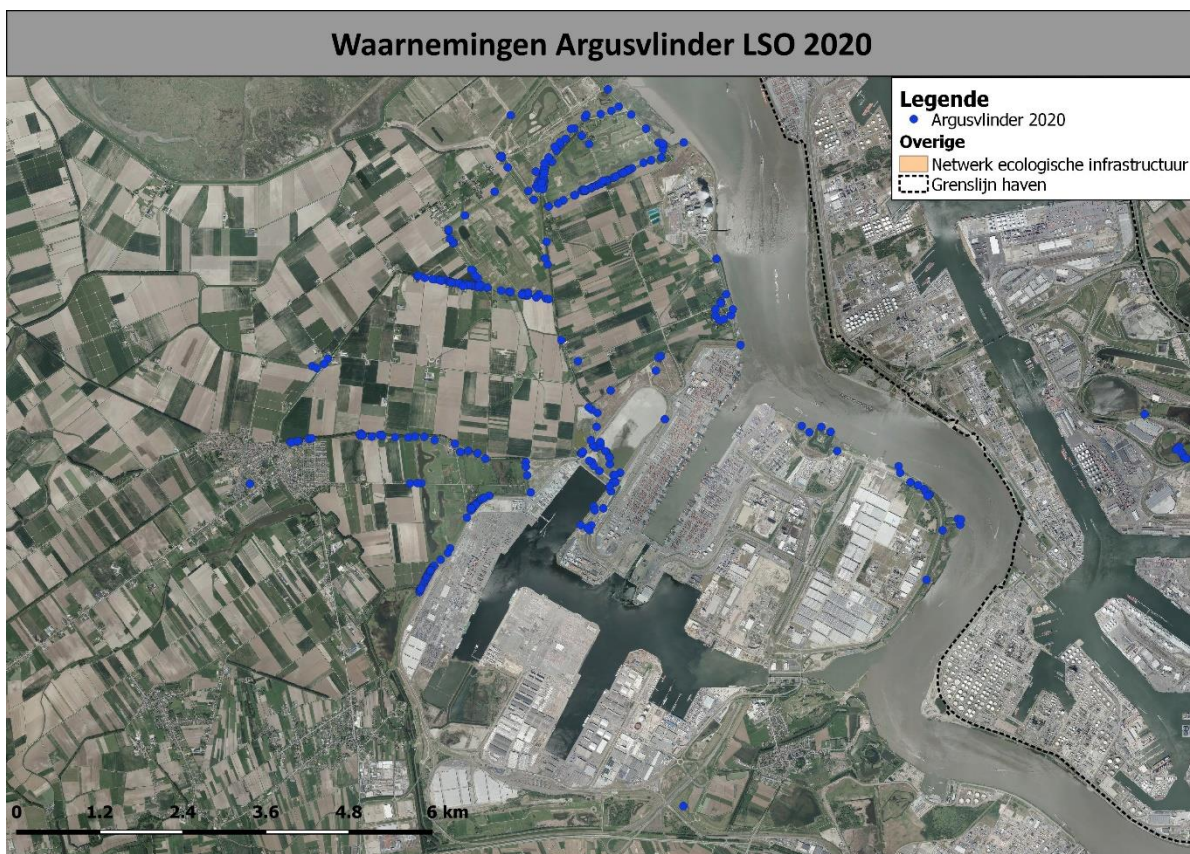 Waarnemingen Argusvlinder LSO 2020
Legende
Argusvlinder 2020
Overige
Netwerk ecologische infrastructuur
Grenslijn haven
0 1.2 2.4 3.6 4.8 6 km